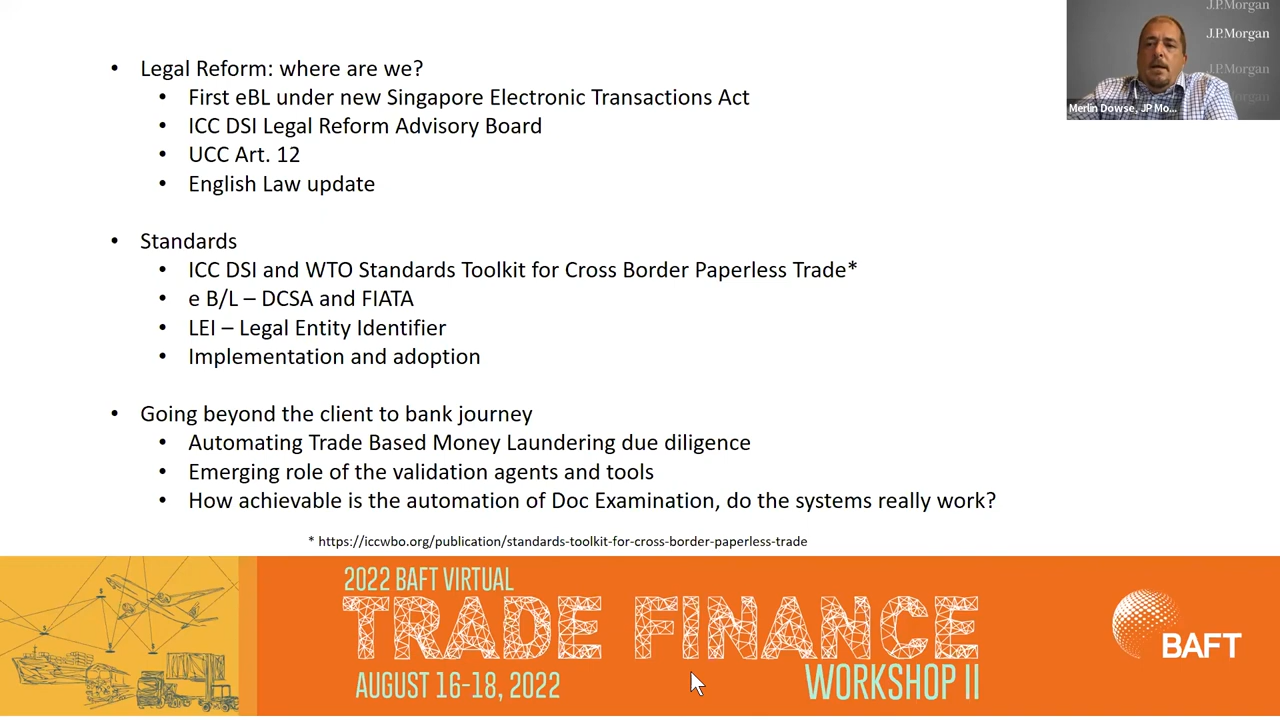 Legal Reform: where are we?
First eBL under new Singapore Electronic Transactions Act
ICC DSI Legal Reform Advisory Board
UCC Art. 12
English Law update
Standards
ICC DSI and WTO Standards Toolkit for Cross Border Paperless Trade*
e B/L – DCSA and FIATA
LEI – Legal Entity Identifier
Implementation and adoption
Going beyond the client to bank journey
Automating Trade Based Money Laundering due diligence
Emerging role of the validation agents and tools
How achievable is the automation of Doc Examination, do the systems really work?
* https://iccwbo.org/publication/standards-toolkit-for-cross-border-paperless-trade
J.P.Morgan
J.P.Morgan
J.P.Morgan
Merlin Dowse, JP Mo...
2022 BAFT VIRTUAL
TRADE FINANCE
WORKSHOP II
AUGUST 16-18, 2022
BAFT